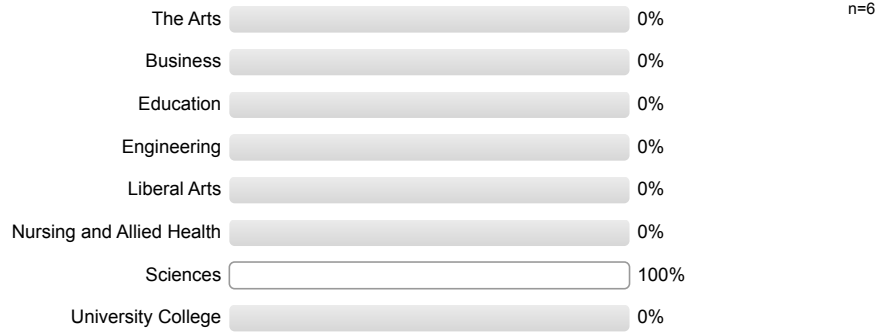 The Arts 0% n=6
Business 0%
Education 0%
Engineering 0%
Liberal Arts 0%
Nursing and Allied Health 0%
Sciences 100%
University College 0%